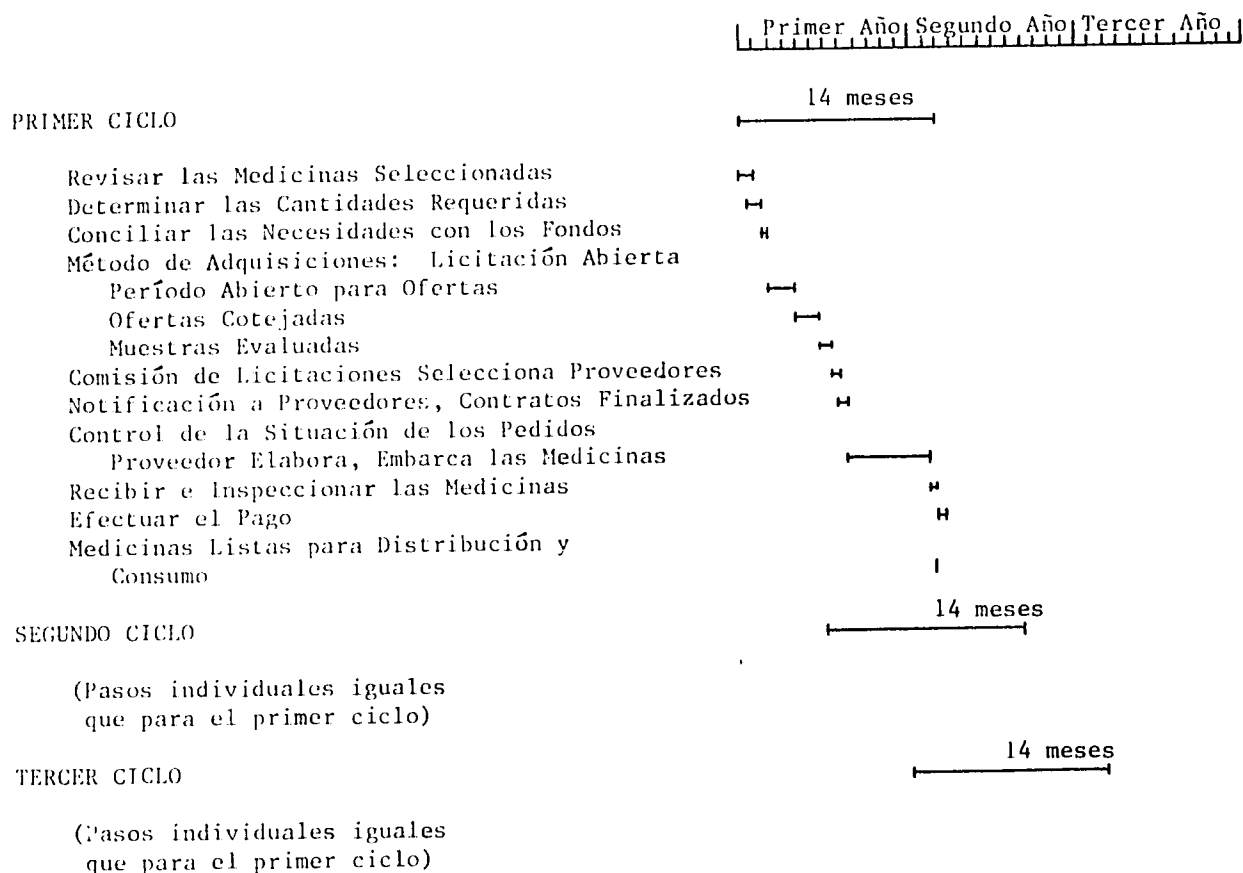 Primer Año Segundo Año Tercer Año
14 meses
PRIMER CICLO
Revisar las Medicinas Seleccionadas
Determinar las Cantidades Requeridas
Conciliar las Necesidades con los Fondos
Método de Adquisiciones: Licitación Abierta
Período Abierto para Ofertas
Ofertas Cotejadas
Muestras Evaluadas
Comisión de Licitaciones Selecciona Proveedores
Notificación a Proveedores, Contratos Finalizados
Control de la Situación de los Pedidos
Proveedor Elabora, Embarca las Medicinas
Recibir e Inspeccionar las Medicinas
Efectuar el Pago
Medicinas Listas para Distribución y
Consumo
14 meses
SEGUNDO CICLO
(Pasos individuales iguales
que para el primer ciclo)
14 meses
TERCER CICLO
(Pasos individuales iguales
que para el primer ciclo)